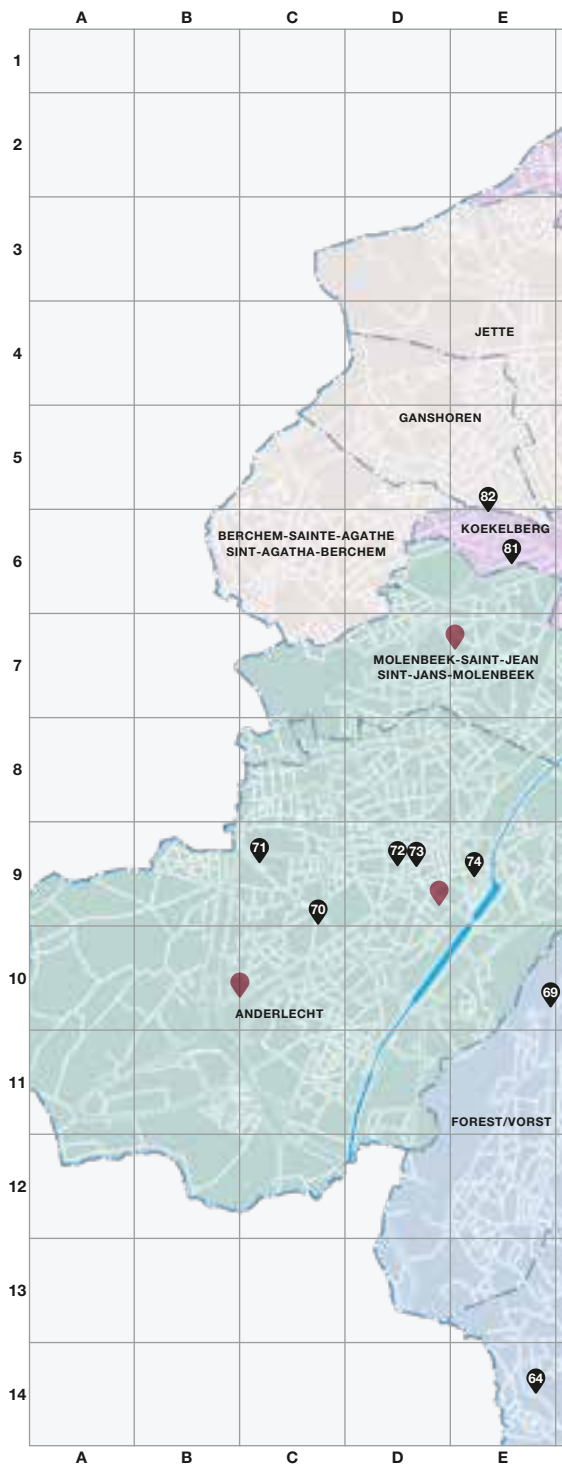 A B C D E
1
2
3
JETTE
4
GANSHOREN
5
82
BERCHEM-SAINTE-AGATHE
SINT-AGATHA-BERCHEM
KOEKELBERG
81
6
MOLENBEEK-SAINT-JEAN
SINT-JANS-MOLENBEEK
7
8
71 72 73 74
9
70
10
69
ANDERLECHT
11
FOREST/VORST
12
13
64
14
A B C D E